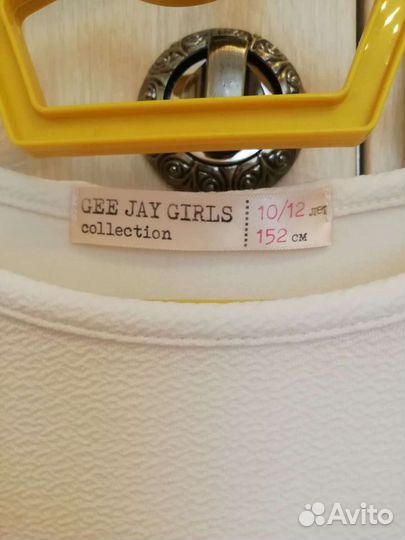 GEE JAY GIRLS
collection
10/12 лет
152 см
Avito